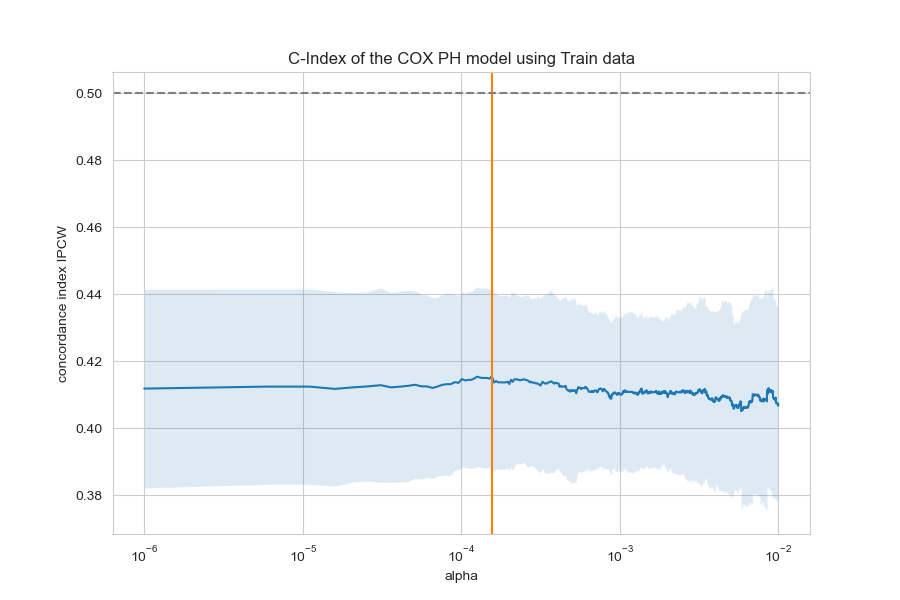 C-Index of the COX PH model using Train data
concordance index IPCW
0.50
0.48
0.46
0.44
0.42
0.40
0.38
10⁻⁶ 10⁻⁵ 10⁻⁴ 10⁻³ 10⁻²
alpha